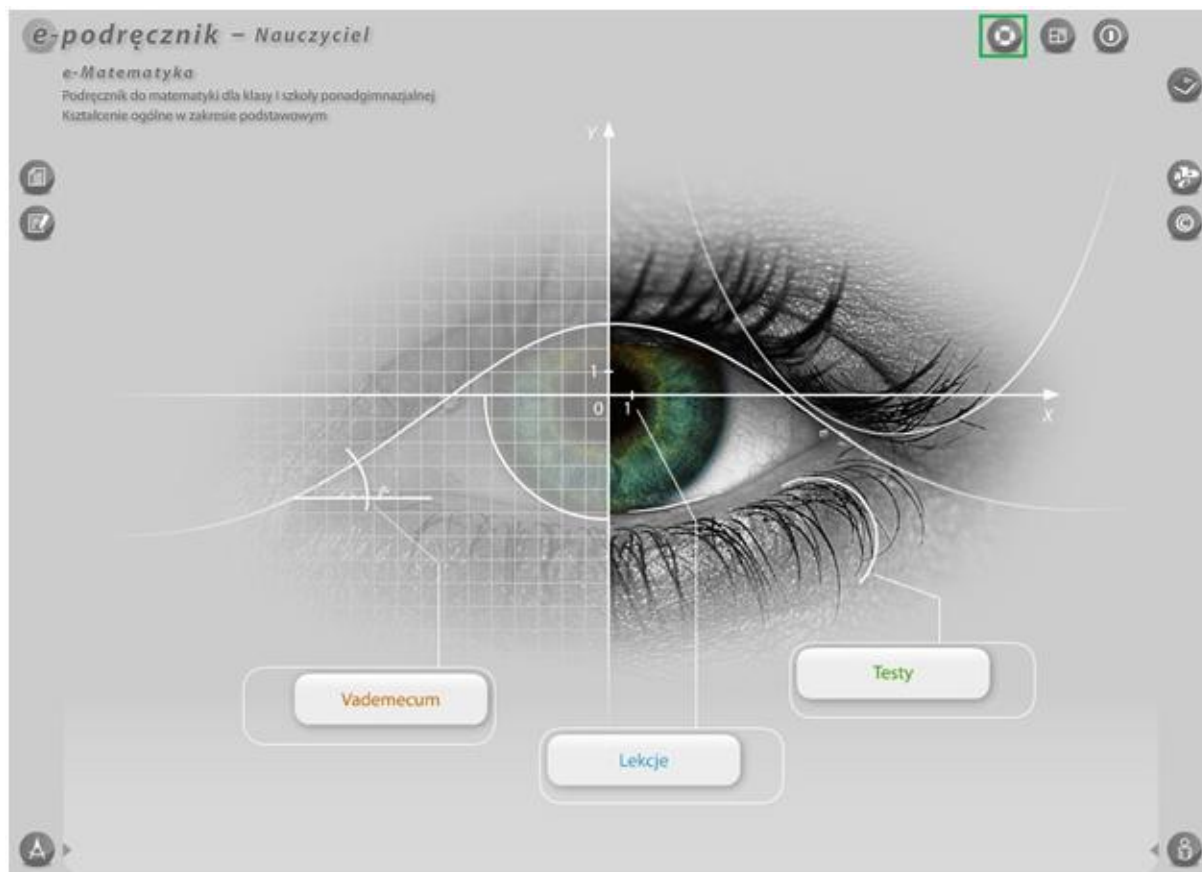 e-podręcznik – Nauczyciel
e-Matematyka
Podręcznik do matematyki dla klasy I szkoły ponadgimnazjalnej
Kształcenie ogólne w zakresie podstawowym
Y
1
0 1
X
Testy
Vademecum
Lekcje